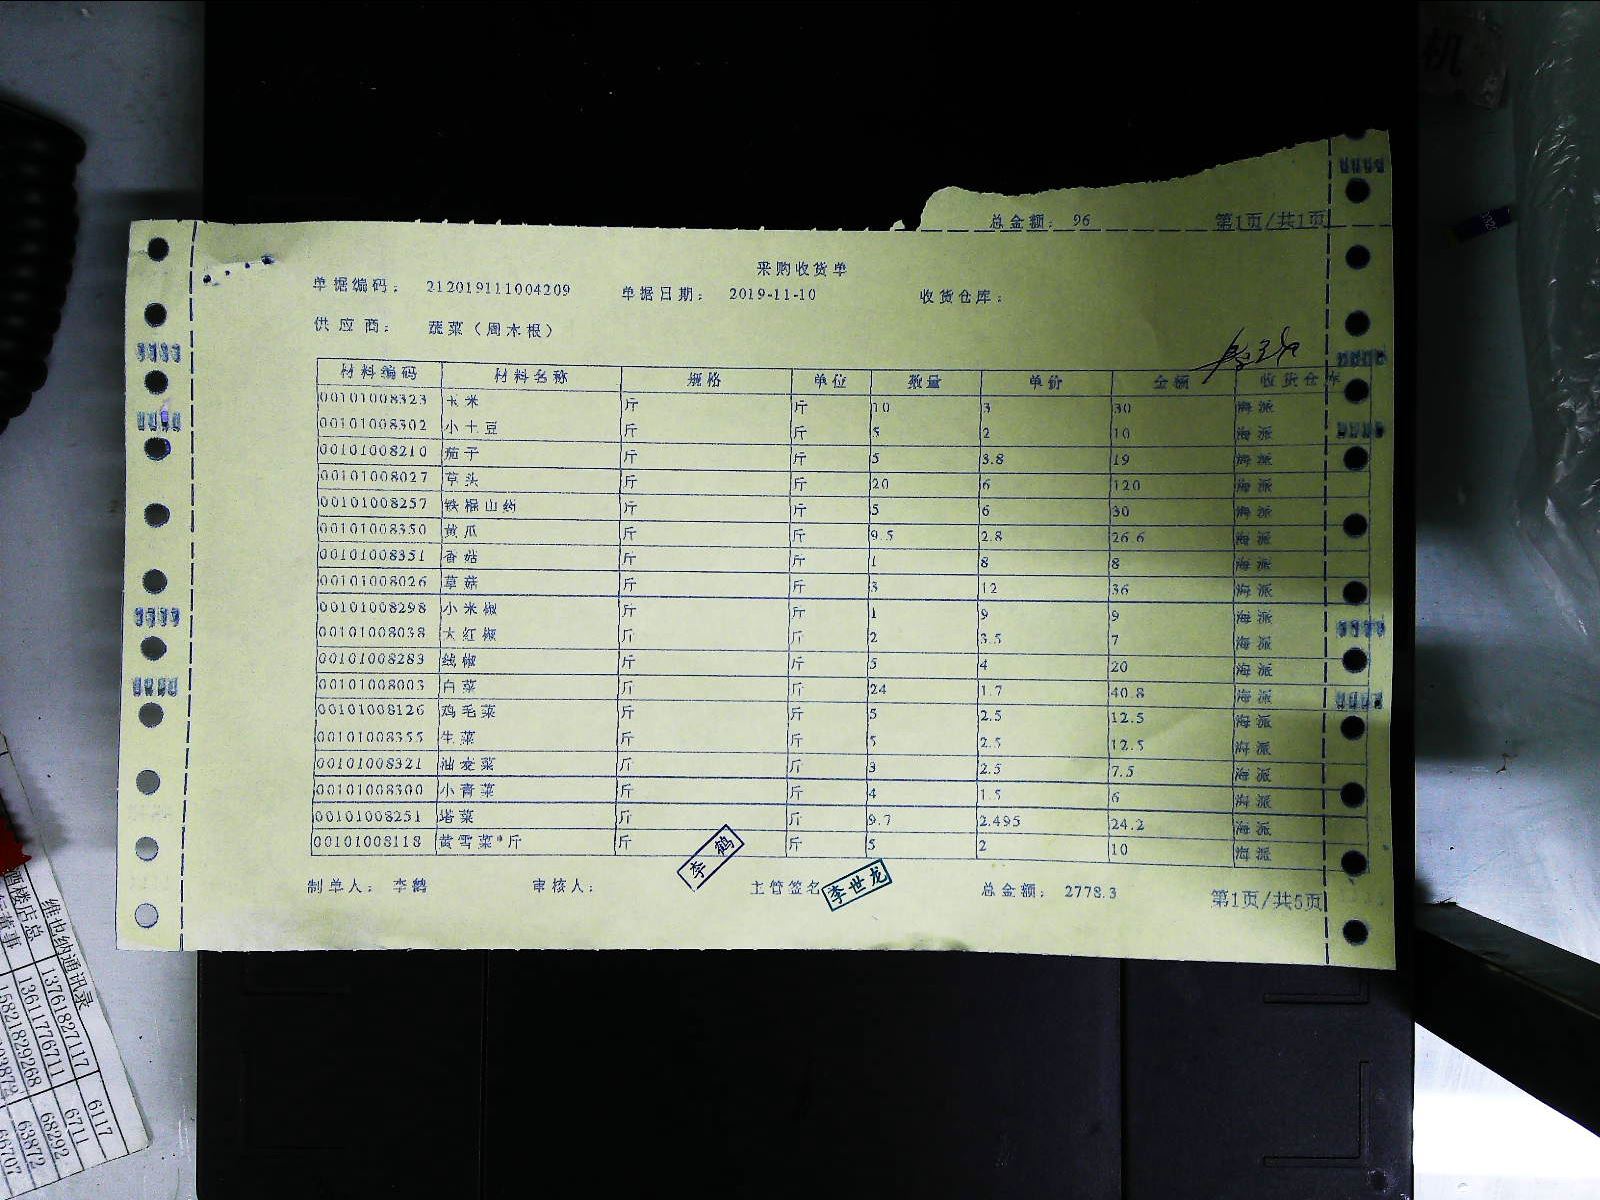 机
总金额： 96 第1页/共1页
采购收货单
单据编码： 212019111004209 单据日期： 2019-11-10 收货仓库：
供应商： 蔬菜（周木根）
材料编码 材料名称 规格 单位 数量 单价 金额 收货仓库
00101008323 玉米 斤 斤 10 3 30 海派
00101008302 小土豆 斤 斤 5 2 10 海派
00101008210 茄子 斤 斤 5 3.8 19 海派
00101008027 芋头 斤 斤 20 6 120 海派
00101008257 铁棍山药 斤 斤 5 6 30 海派
00101008350 黄瓜 斤 斤 9.5 2.8 26.6 海派
00101008351 香菇 斤 斤 1 8 8 海派
00101008026 草菇 斤 斤 3 12 36 海派
00101008298 小米椒 斤 斤 1 9 9 海派
00101008038 大红椒 斤 斤 2 3.5 7 海派
00101008283 线椒 斤 斤 5 4 20 海派
00101008003 白菜 斤 斤 24 1.7 40.8 海派
00101008126 鸡毛菜 斤 斤 5 2.5 12.5 海派
00101008355 生菜 斤 斤 5 2.5 12.5 海派
00101008321 油麦菜 斤 斤 3 2.5 7.5 海派
00101008300 小青菜 斤 斤 4 1.5 6 海派
00101008251 塔菜 斤 斤 9.7 2.495 24.2 海派
00101008118 黄雪菜*斤 斤 斤 5 2 10 海派
制单人： 李鹤 审核人： 李鹤 主管签名 李世龙 总金额： 2778.3 第1页/共5页
维也纳通讯录
酒楼店总 13761827117 6117
董事 13611776711 6711
15821829268 68292
63872
66707